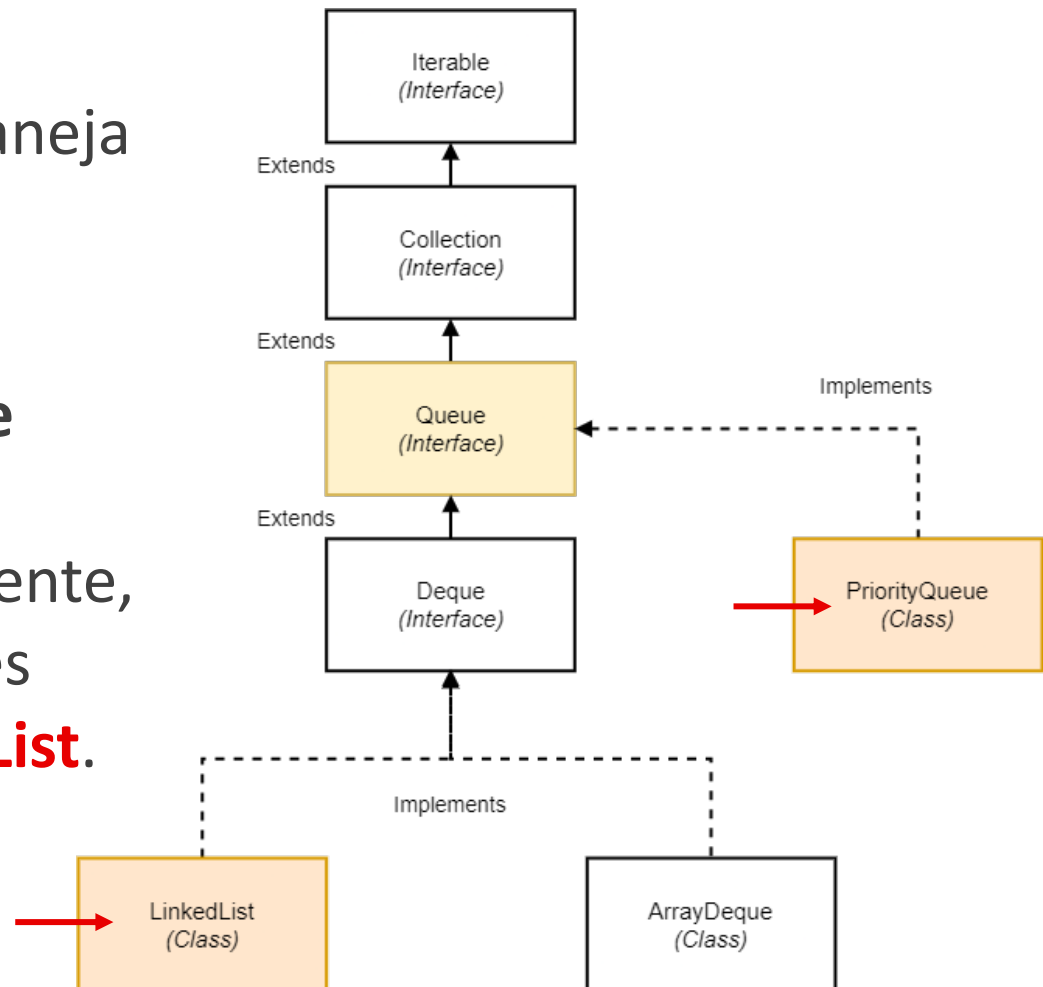 aneja
e
ente,
es
List.
Iterable
(Interface)
Extends
Collection
(Interface)
Extends
Queue
(Interface)
Implements
Extends
Deque
(Interface)
PriorityQueue
(Class)
Implements
LinkedList
(Class)
ArrayDeque
(Class)